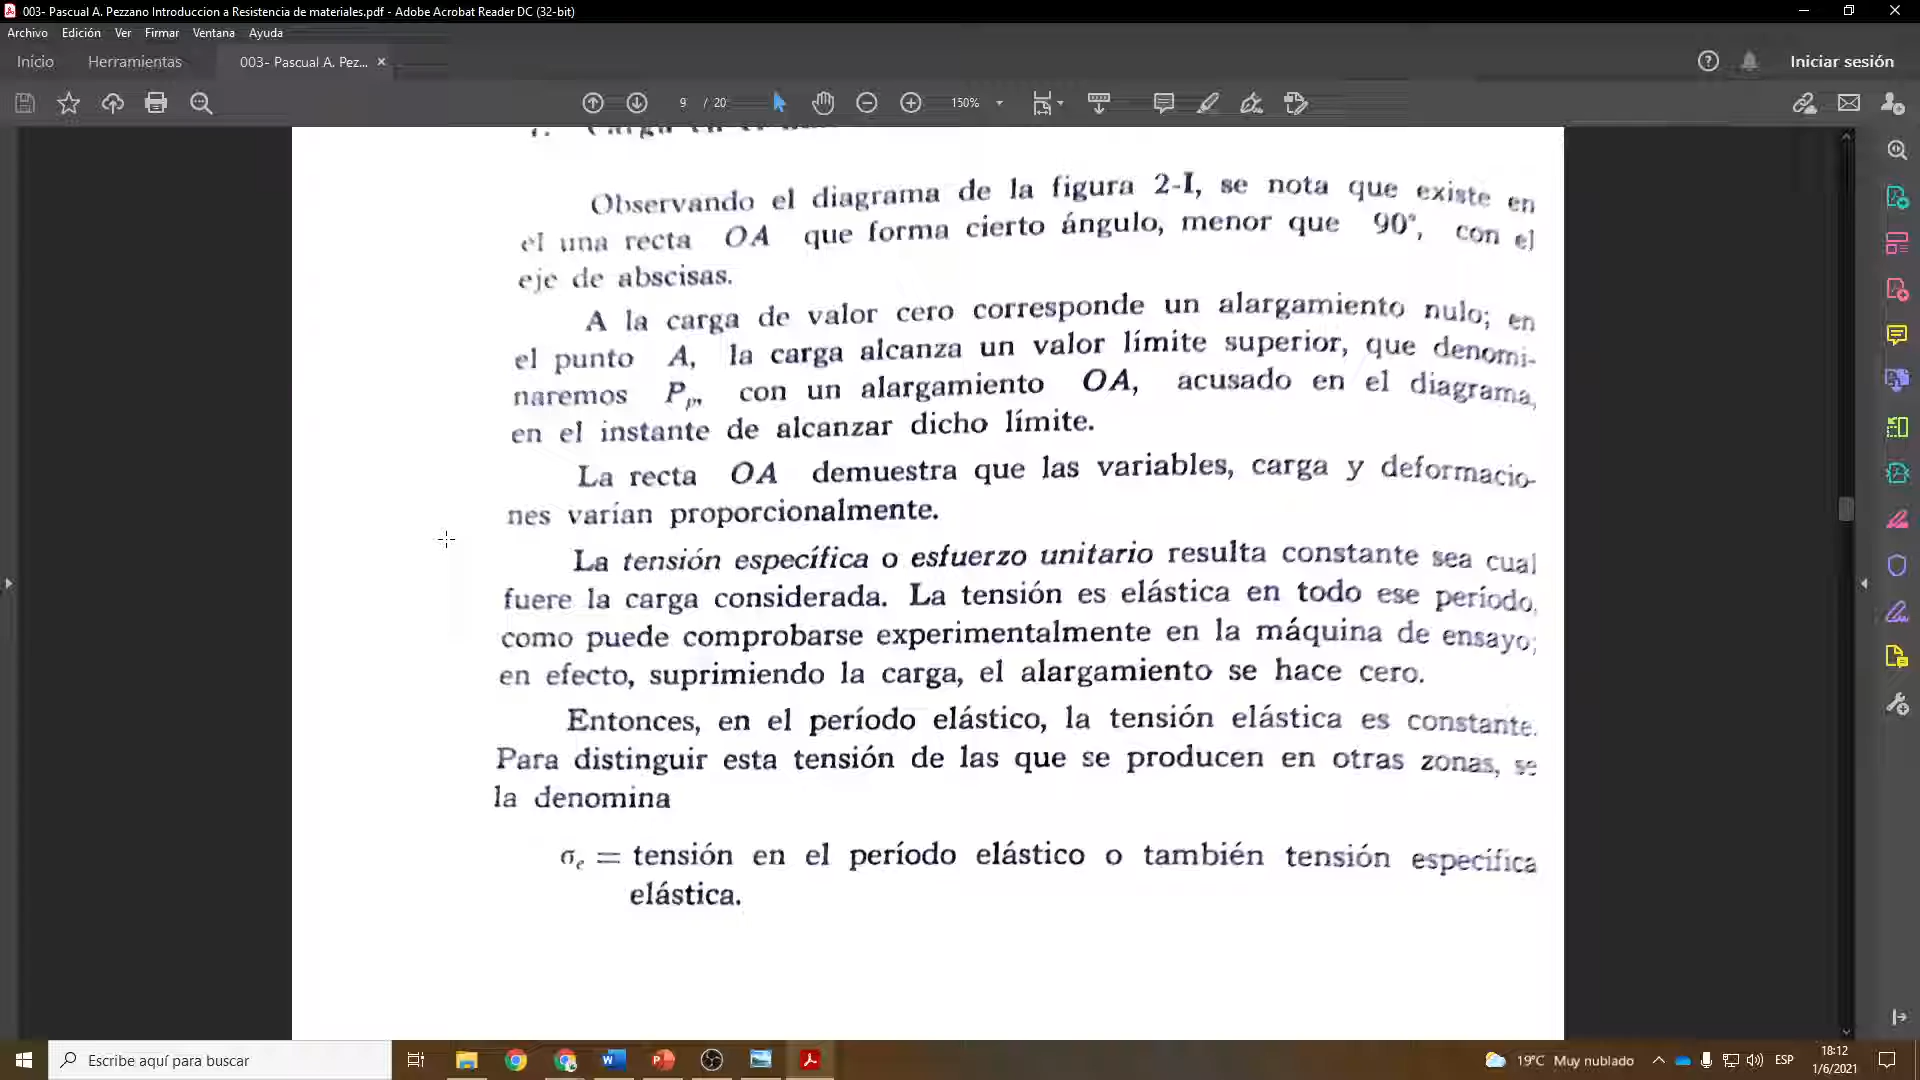 003- Pascual A. Pezzano Introduccion a Resistencia de materiales.pdf - Adobe Acrobat Reader DC (32-bit)
Archivo Edición Ver Firmar Ventana Ayuda
Inicio Herramientas 003- Pascual A. Pez... Iniciar sesión
9 / 20 150%
Observando el diagrama de la figura 2-I, se nota que existe en
el una recta OA que forma cierto ángulo, menor que 90°, con el
eje de abscisas.
A la carga de valor cero corresponde un alargamiento nulo; en
el punto A, la carga alcanza un valor límite superior, que denomi-
naremos Pp, con un alargamiento OA, acusado en el diagrama,
en el instante de alcanzar dicho límite.
La recta OA demuestra que las variables, carga y deformacio-
nes varían proporcionalmente.
La tensión específica o esfuerzo unitario resulta constante sea cual
fuere la carga considerada. La tensión es elástica en todo ese período,
como puede comprobarse experimentalmente en la máquina de ensayo;
en efecto, suprimiendo la carga, el alargamiento se hace cero.
Entonces, en el período elástico, la tensión elástica es constante.
Para distinguir esta tensión de las que se producen en otras zonas, se
la denomina
σe = tensión en el período elástico o también tensión específica
elástica.
Escribe aquí para buscar 19°C Muy nublado ESP 18:12
1/6/2021